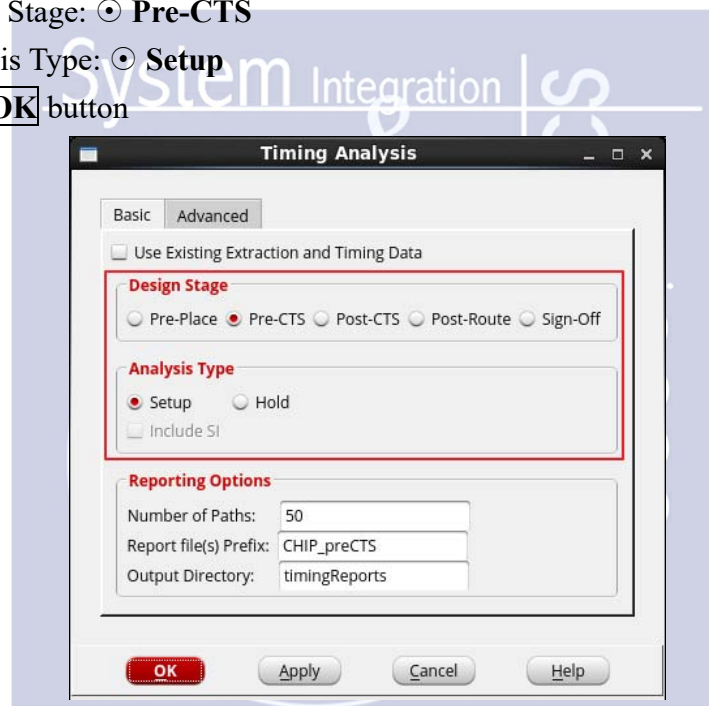 Stage: ⊙ Pre-CTS
is Type: ⊙ Setup
OK button
System Integration
Timing Analysis
Basic Advanced
Use Existing Extraction and Timing Data
Design Stage
Pre-Place Pre-CTS Post-CTS Post-Route Sign-Off
Analysis Type
Setup Hold
Include SI
Reporting Options
Number of Paths: 50
Report file(s) Prefix: CHIP_preCTS
Output Directory: timingReports
OK Apply Cancel Help